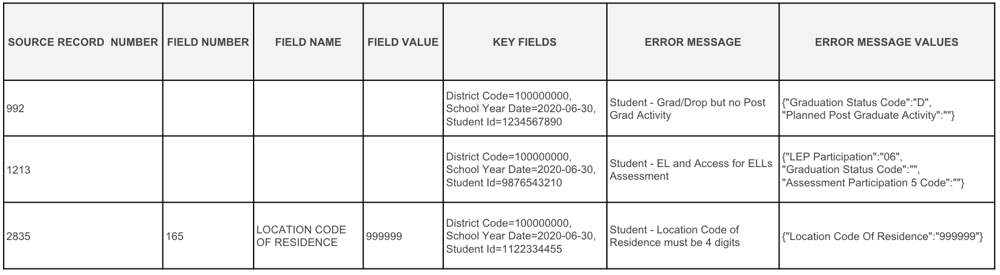 SOURCE RECORD  NUMBER
FIELD NUMBER
FIELD NAME
FIELD VALUE
KEY FIELDS
ERROR MESSAGE
ERROR MESSAGE VALUES
992
District Code=100000000,
School Year Date=2020-06-30,
Student Id=1234567890
Student - Grad/Drop but no Post
Grad Activity
{"Graduation Status Code":"D",
"Planned Post Graduate Activity":""}
1213
District Code=100000000,
School Year Date=2020-06-30,
Student Id=9876543210
Student - EL and Access for ELLs
Assessment
{"LEP Participation":"06",
"Graduation Status Code":"",
"Assessment Participation 5 Code":""}
2835
165
LOCATION CODE
OF RESIDENCE
999999
District Code=100000000,
School Year Date=2020-06-30,
Student Id=1122334455
Student - Location Code of
Residence must be 4 digits
{"Location Code Of Residence":"999999"}